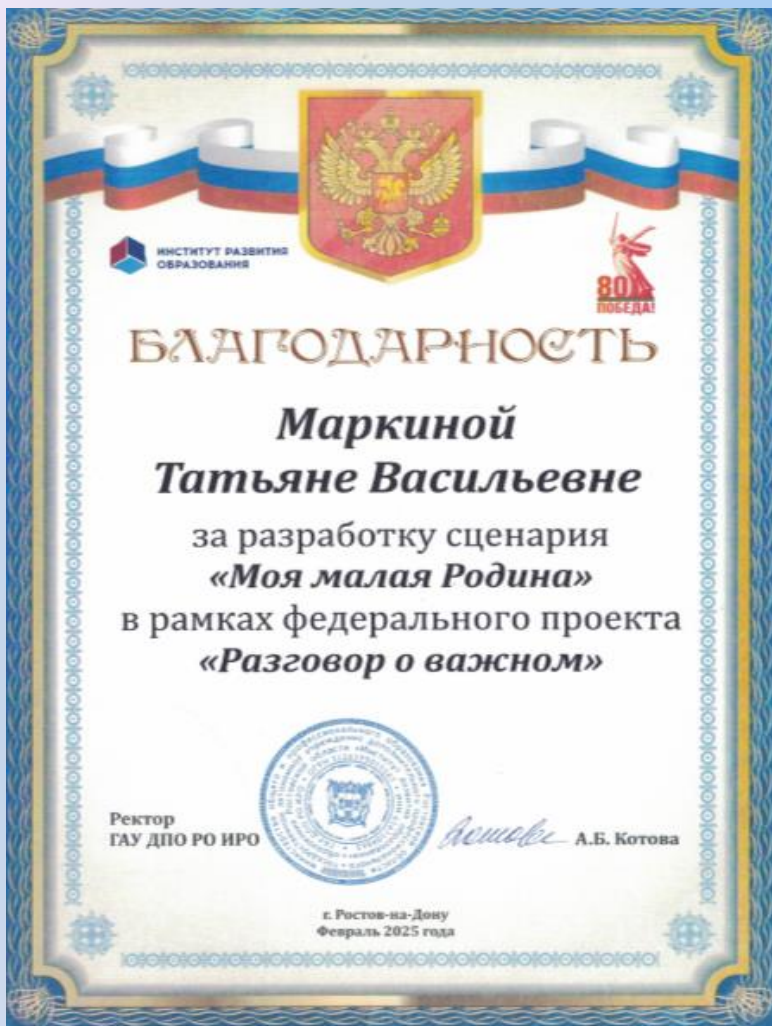 ИНСТИТУТ РАЗВИТИЯ
ОБРАЗОВАНИЯ
80
ПОБЕДА!
БЛАГОДАРНОСТЬ
Маркиной
Татьяне Васильевне
за разработку сценария
«Моя малая Родина»
в рамках федерального проекта
«Разговор о важном»
Ректор
ГАУ ДПО РО ИРО
А.Б. Котова
г. Ростов-на-Дону
Февраль 2025 года